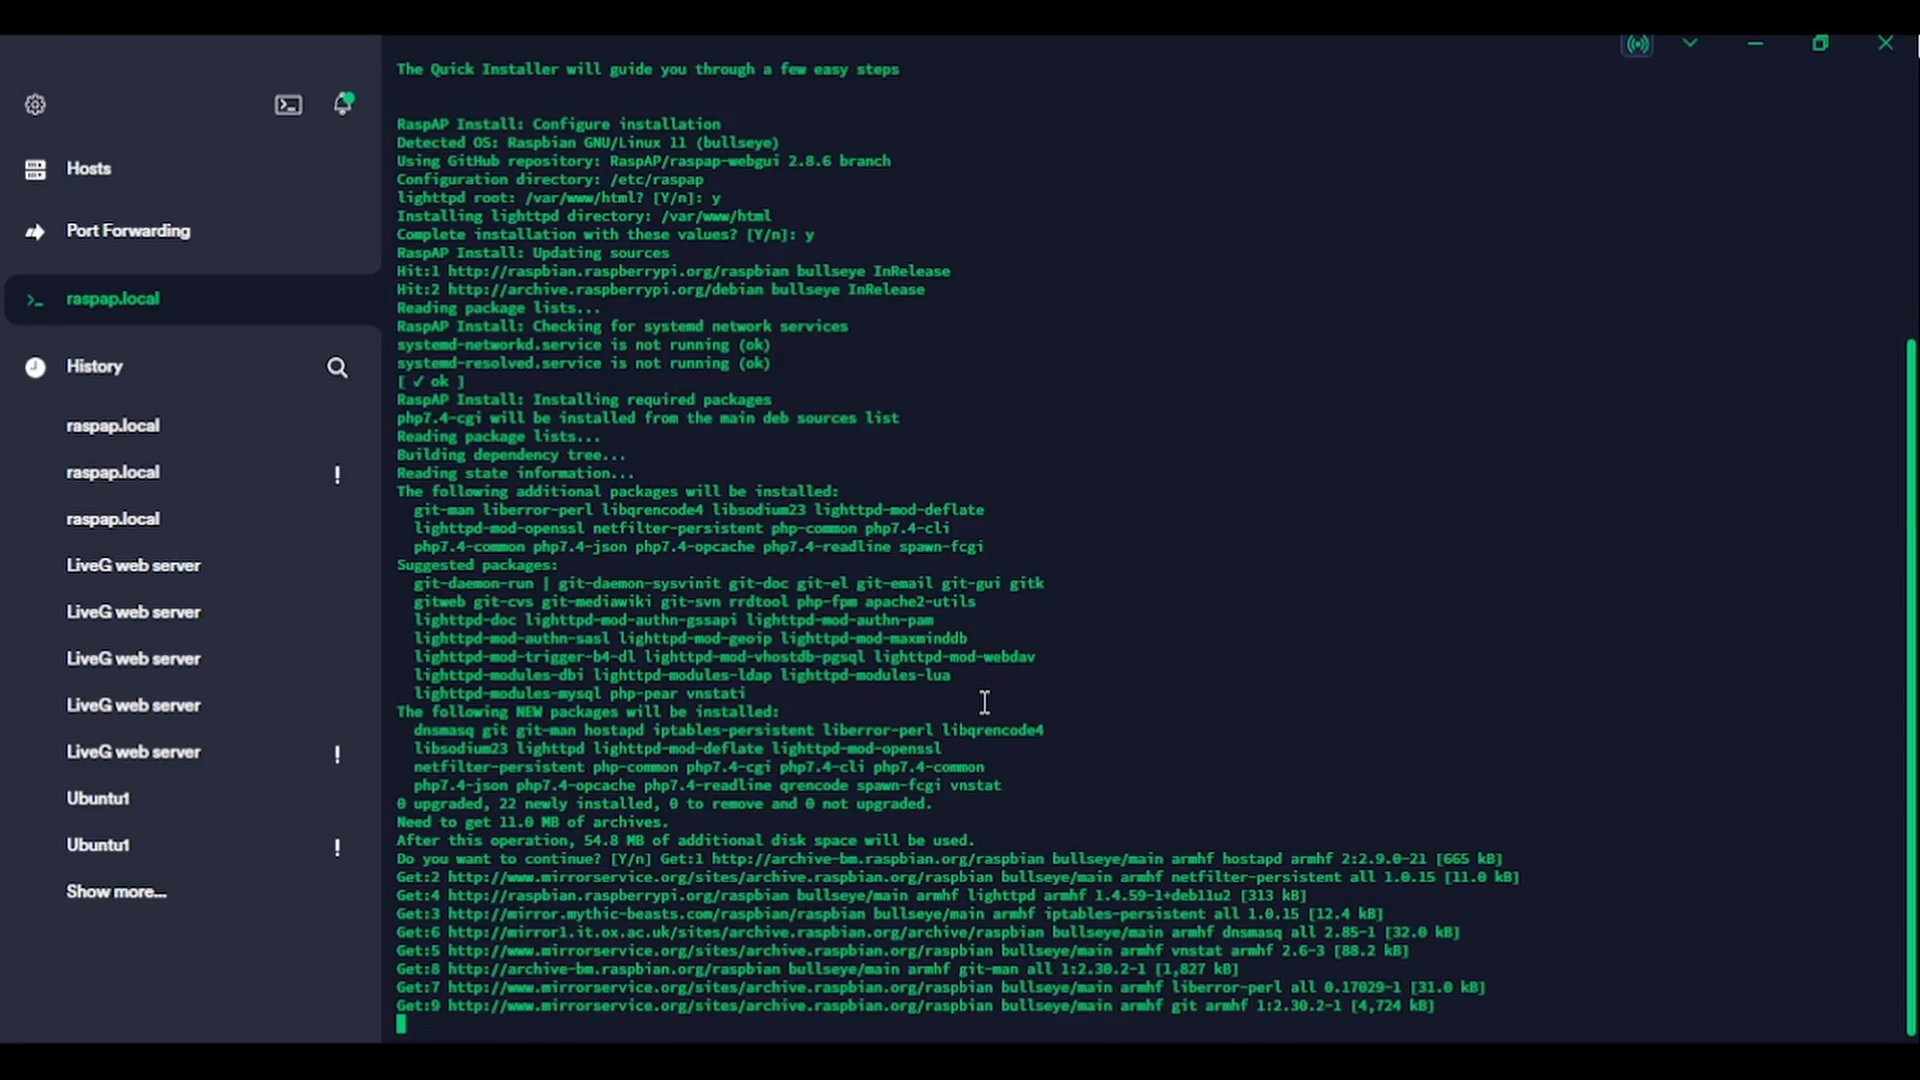 Hosts
Port Forwarding
raspap.local
History
raspap.local
raspap.local !
raspap.local
LiveG web server
LiveG web server
LiveG web server
LiveG web server
LiveG web server !
Ubuntu1
Ubuntu1 !
Show more...
The Quick Installer will guide you through a few easy steps
RaspAP Install: Configure installation
Detected OS: Raspbian GNU/Linux 11 (bullseye)
Using GitHub repository: RaspAP/raspap-webgui 2.8.6 branch
Configuration directory: /etc/raspap
lighttpd root: /var/www/html? [Y/n]: y
Installing lighttpd directory: /var/www/html
Complete installation with these values? [Y/n]: y
RaspAP Install: Updating sources
Hit:1 http://raspbian.raspberrypi.org/raspbian bullseye InRelease
Hit:2 http://archive.raspberrypi.org/debian bullseye InRelease
Reading package lists...
RaspAP Install: Checking for systemd network services
systemd-networkd.service is not running (ok)
systemd-resolved.service is not running (ok)
[ ✓ ok ]
RaspAP Install: Installing required packages
php7.4-cgi will be installed from the main deb sources list
Reading package lists...
Building dependency tree...
Reading state information...
The following additional packages will be installed:
git-man liberror-perl libqrencode4 libsodium23 lighttpd-mod-deflate
lighttpd-mod-openssl netfilter-persistent php-common php7.4-cli
php7.4-common php7.4-json php7.4-opcache php7.4-readline spawn-fcgi
Suggested packages:
git-daemon-run | git-daemon-sysvinit git-doc git-el git-email git-gui gitk
gitweb git-cvs git-mediawiki git-svn rrdtool php-fpm apache2-utils
lighttpd-doc lighttpd-mod-authn-gssapi lighttpd-mod-authn-pam
lighttpd-mod-authn-sasl lighttpd-mod-geoip lighttpd-mod-maxminddb
lighttpd-mod-trigger-b4-dl lighttpd-mod-vhostdb-pgsql lighttpd-mod-webdav
lighttpd-modules-dbi lighttpd-modules-ldap lighttpd-modules-lua
lighttpd-modules-mysql php-pear vnstati
The following NEW packages will be installed:
dnsmasq git git-man hostapd iptables-persistent liberror-perl libqrencode4
libsodium23 lighttpd lighttpd-mod-deflate lighttpd-mod-openssl
netfilter-persistent php-common php7.4-cgi php7.4-cli php7.4-common
php7.4-json php7.4-opcache php7.4-readline qrencode spawn-fcgi vnstat
0 upgraded, 22 newly installed, 0 to remove and 0 not upgraded.
Need to get 11.0 MB of archives.
After this operation, 54.8 MB of additional disk space will be used.
Do you want to continue? [Y/n] Get:1 http://archive-bm.raspbian.org/raspbian bullseye/main armhf hostapd armhf 2:2.9.0-21 [665 kB]
Get:2 http://www.mirrorservice.org/sites/archive.raspbian.org/raspbian bullseye/main armhf netfilter-persistent all 1.0.15 [11.0 kB]
Get:4 http://raspbian.raspberrypi.org/raspbian bullseye/main armhf lighttpd armhf 1.4.59-1+deb11u2 [313 kB]
Get:3 http://mirror.mythic-beasts.com/raspbian/raspbian bullseye/main armhf iptables-persistent all 1.0.15 [12.4 kB]
Get:6 http://mirror1.it.ox.ac.uk/sites/archive.raspbian.org/archive/raspbian bullseye/main armhf dnsmasq all 2.85-1 [32.0 kB]
Get:5 http://www.mirrorservice.org/sites/archive.raspbian.org/raspbian bullseye/main armhf vnstat armhf 2.6-3 [88.2 kB]
Get:8 http://archive-bm.raspbian.org/raspbian bullseye/main armhf git-man all 1:2.30.2-1 [1,827 kB]
Get:7 http://www.mirrorservice.org/sites/archive.raspbian.org/raspbian bullseye/main armhf liberror-perl all 0.17029-1 [31.0 kB]
Get:9 http://www.mirrorservice.org/sites/archive.raspbian.org/raspbian bullseye/main armhf git armhf 1:2.30.2-1 [4,724 kB]